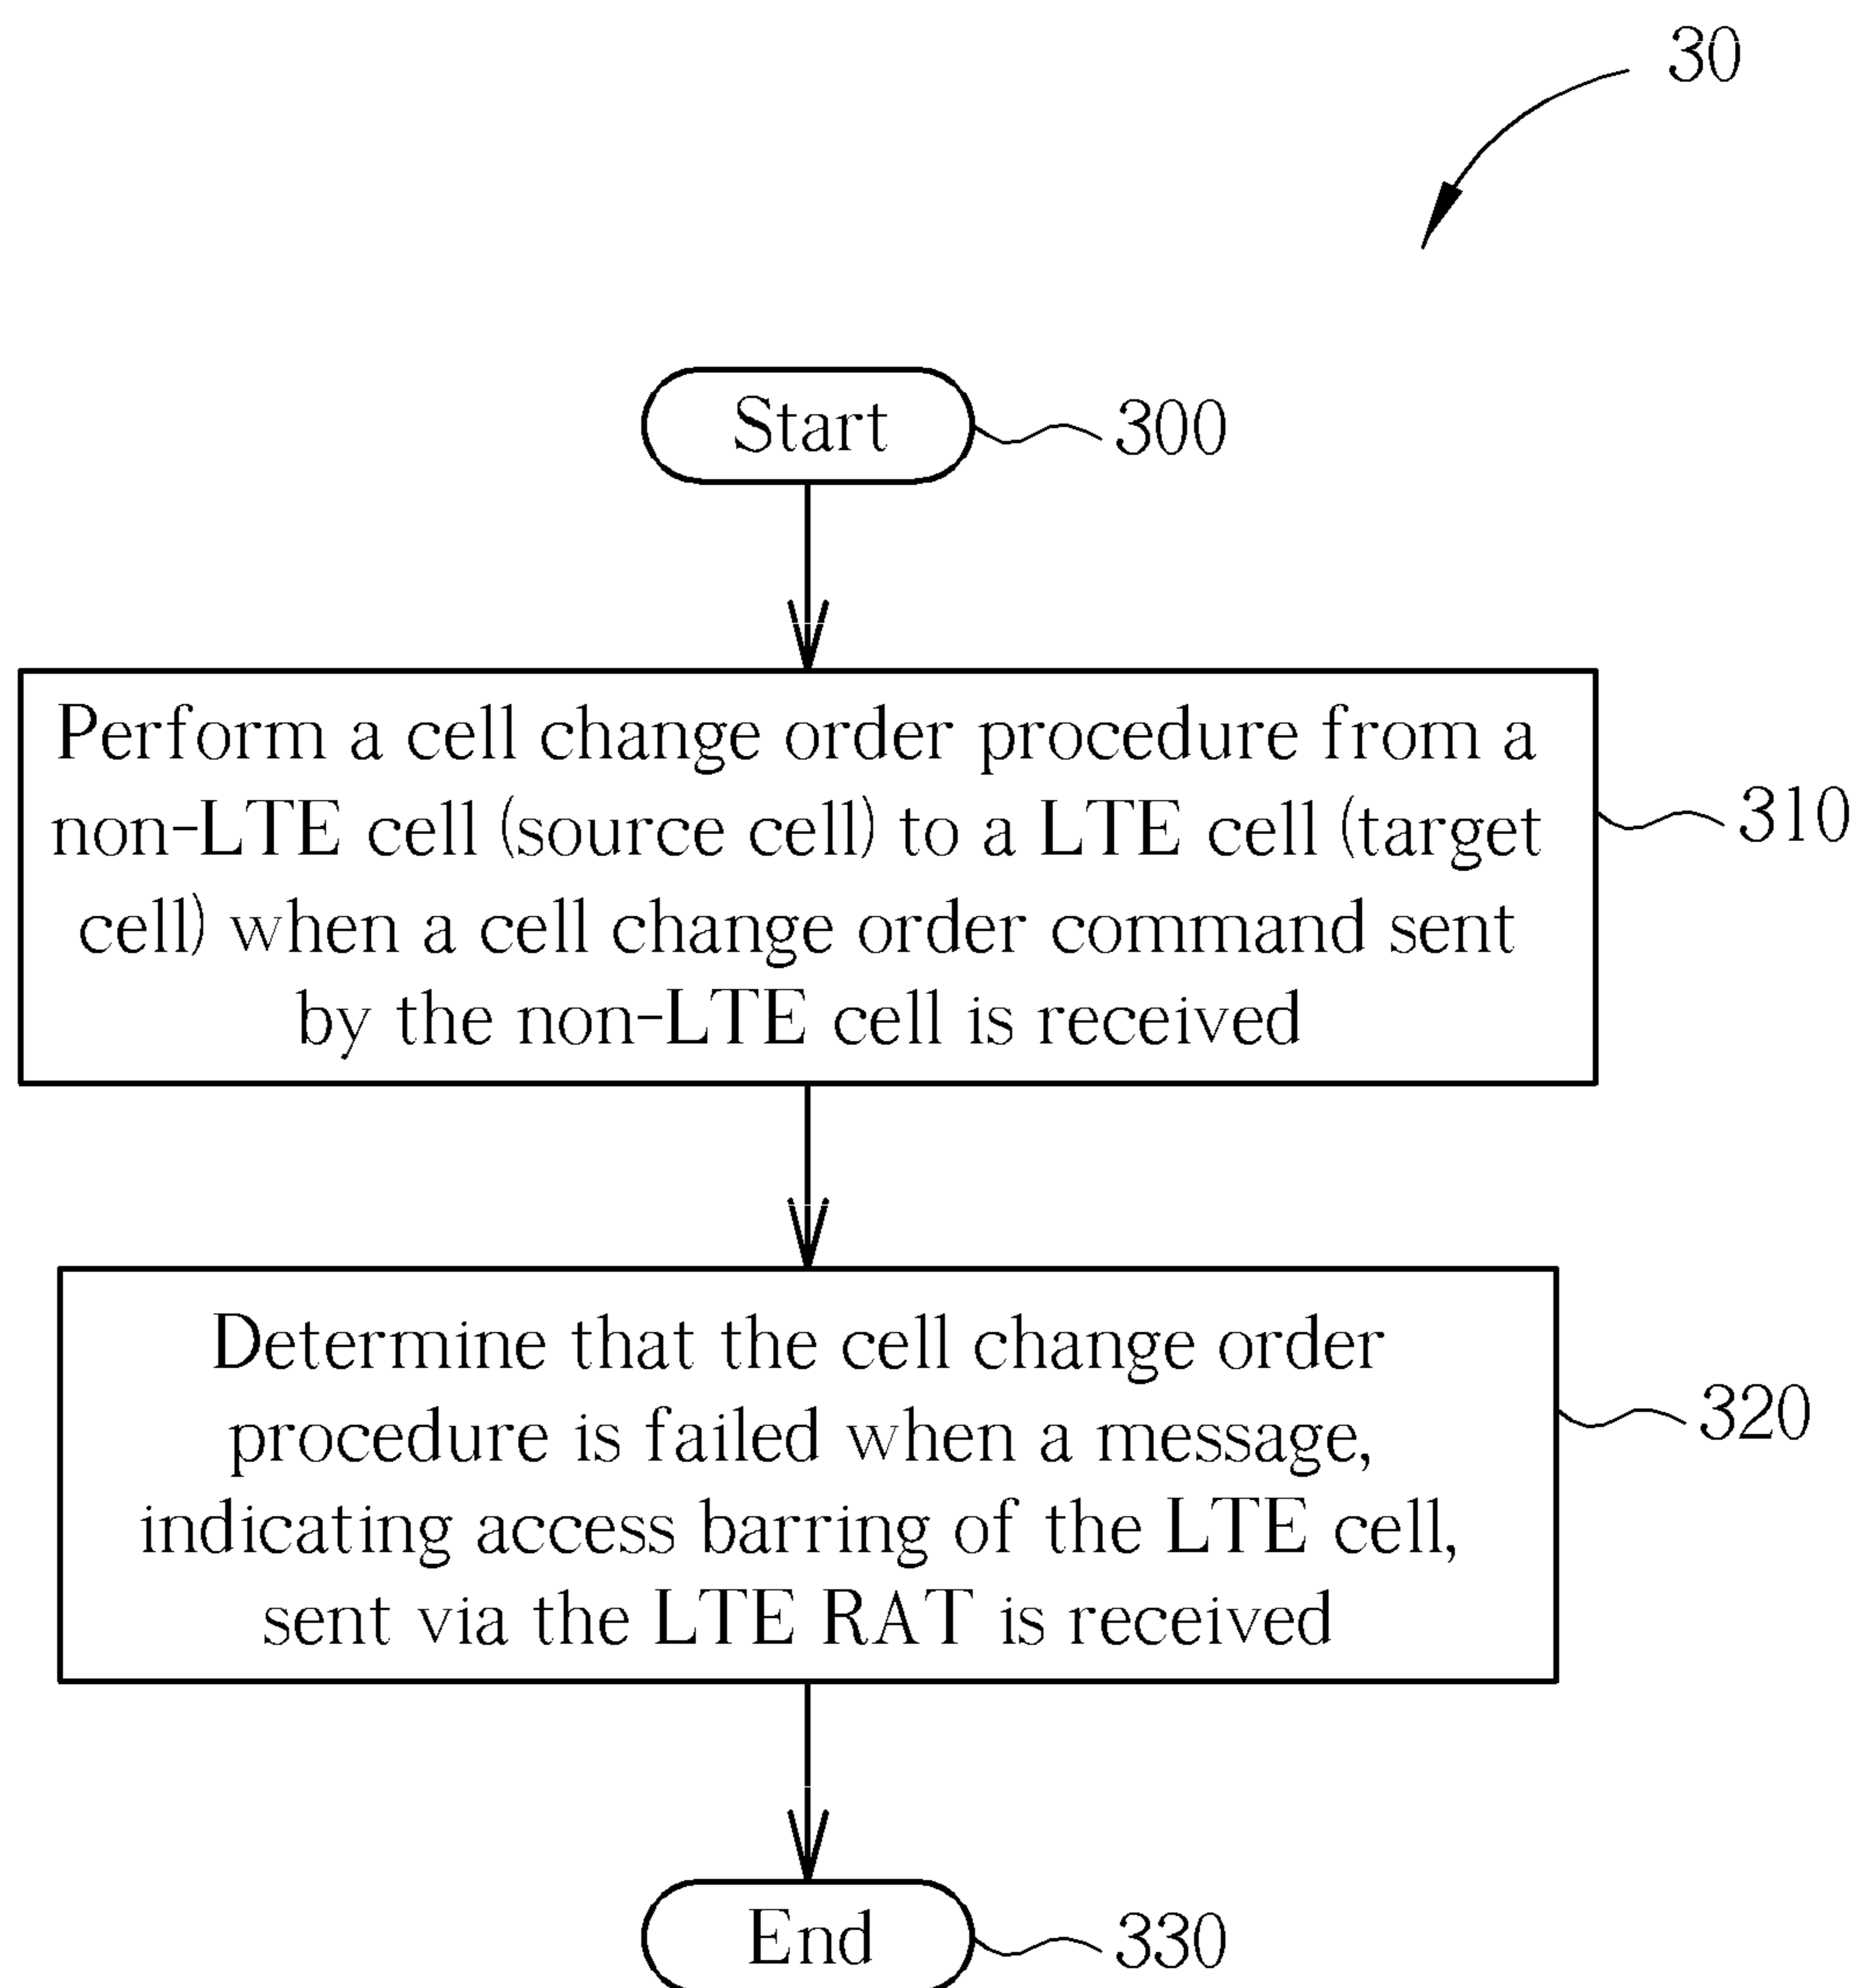 30
Start
300
Perform a cell change order procedure from a
non-LTE cell (source cell) to a LTE cell (target
cell) when a cell change order command sent
by the non-LTE cell is received
310
Determine that the cell change order
procedure is failed when a message,
indicating access barring of the LTE cell,
sent via the LTE RAT is received
320
End
330